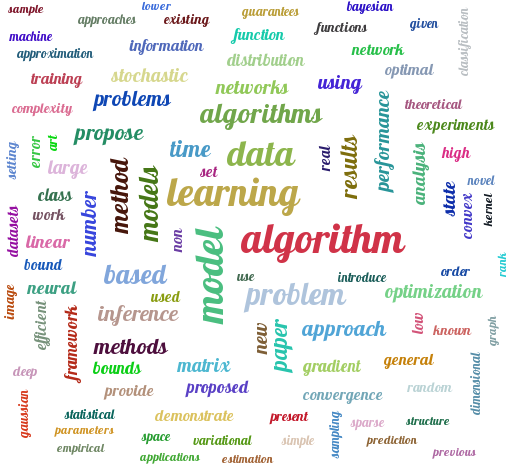 sample
lower
approaches
existing
guarantees
bayesian
given
machine
information
function
functions
classification
approximation
distribution
network
training
stochastic
optimal
networks
using
complexity
problems
algorithms
theoretical
performance
propose
experiments
setting
error
art
time
data
real
results
analysis
high
large
set
method
models
learning
state
novel
class
number
convex
kernel
datasets
work
linear
non
model
algorithm
rank
bound
based
use
introduce
order
neural
used
problem
optimization
image
efficient
inference
framework
new
paper
approach
low
known
graph
methods
deep
bounds
matrix
gradient
general
dimensional
provide
proposed
convergence
random
gaussian
statistical
demonstrate
present
sampling
sparse
structure
parameters
space
variational
simple
prediction
empirical
applications
estimation
previous